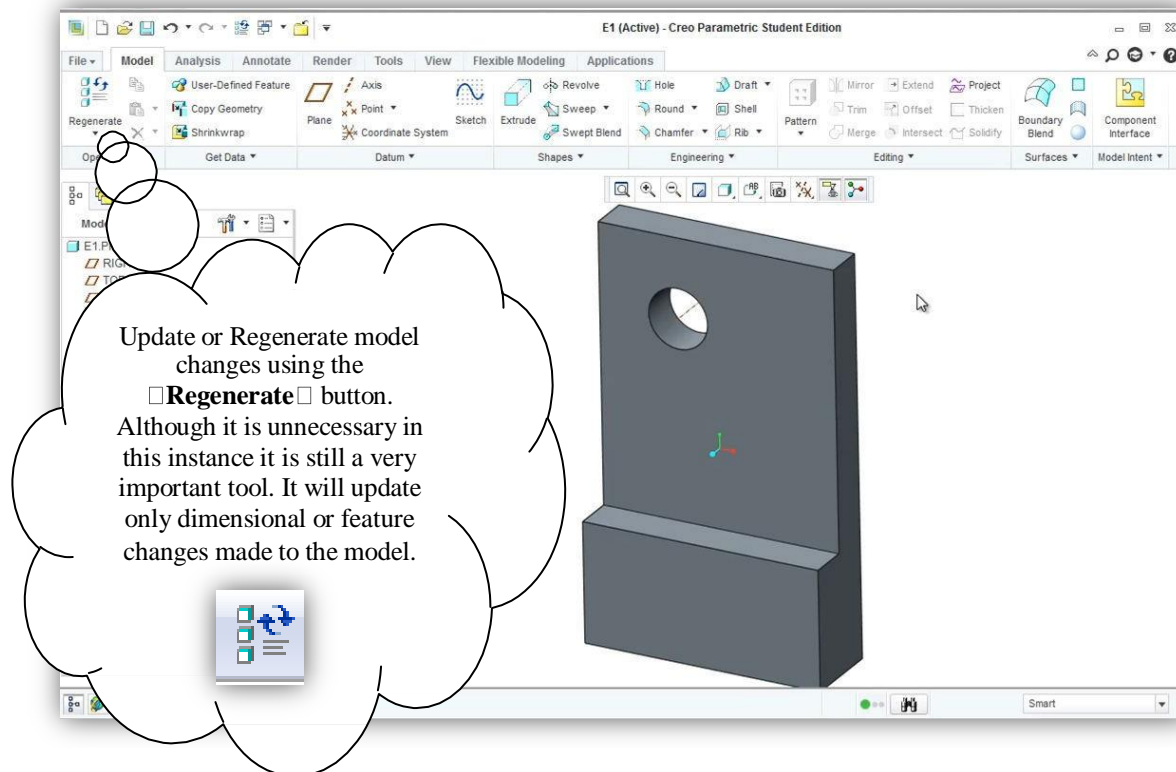 E1 (Active) - Creo Parametric Student Edition
File Model Analysis Annotate Render Tools View Flexible Modeling Applications
Regenerate
User-Defined Feature
Copy Geometry
Shrinkwrap
Plane
Axis
Point
Coordinate System
Sketch
Extrude
Revolve
Sweep
Swept Blend
Hole
Round
Chamfer
Draft
Shell
Rib
Pattern
Mirror
Trim
Merge
Extend
Offset
Intersect
Project
Thicken
Solidify
Boundary
Blend
Component
Interface
Get Data Datum Shapes Engineering Editing Surfaces Model Intent
Update or Regenerate model
changes using the
□Regenerate□ button.
Although it is unnecessary in
this instance it is still a very
important tool. It will update
only dimensional or feature
changes made to the model.
Smart